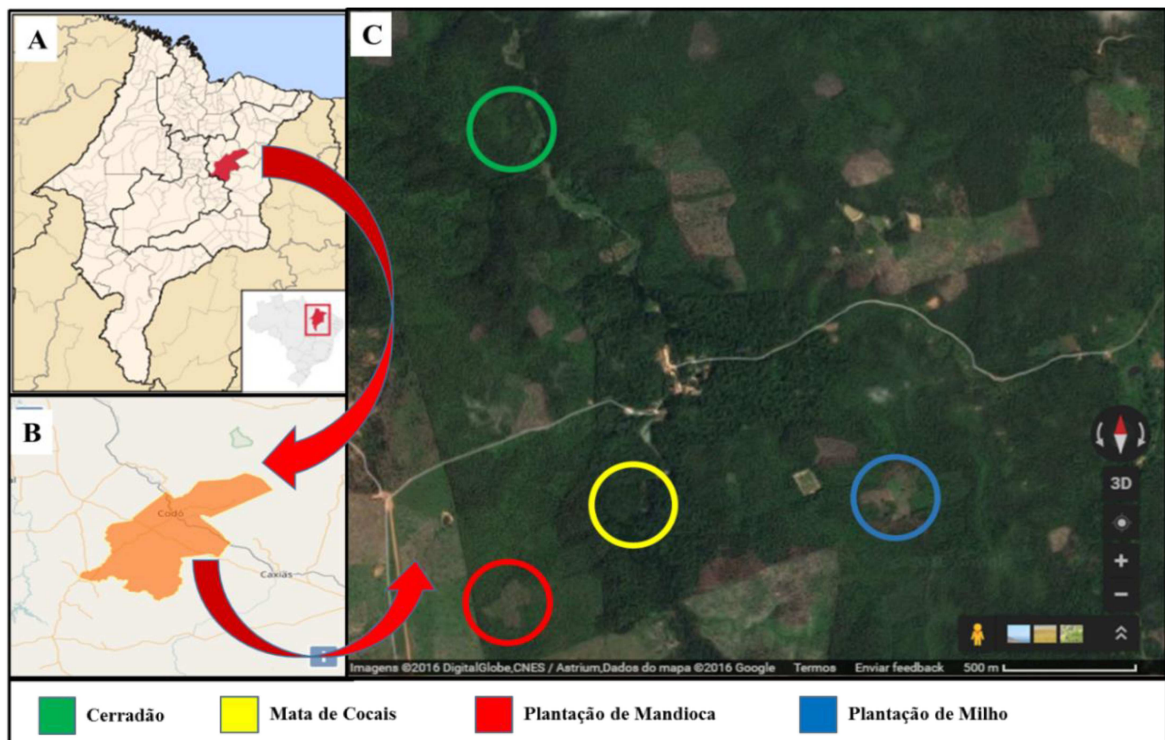 A
B
Codó
Caxias
C
3D
+
−
Imagens ©2016 DigitalGlobe,CNES / Astrium,Dados do mapa ©2016 Google Termos Enviar feedback 500 m
Cerradão Mata de Cocais Plantação de Mandioca Plantação de Milho